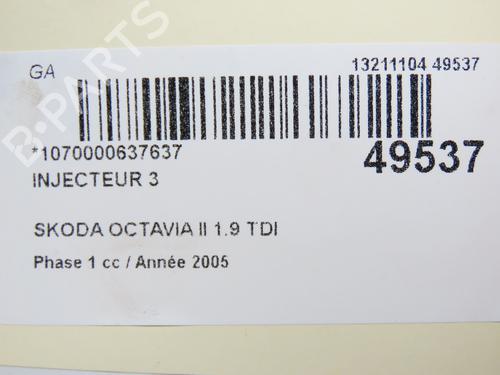 GA
13211104 49537
*1070000637637
49537
INJECTEUR 3
SKODA OCTAVIA II 1.9 TDI
Phase 1 cc / Année 2005
B-PARTS